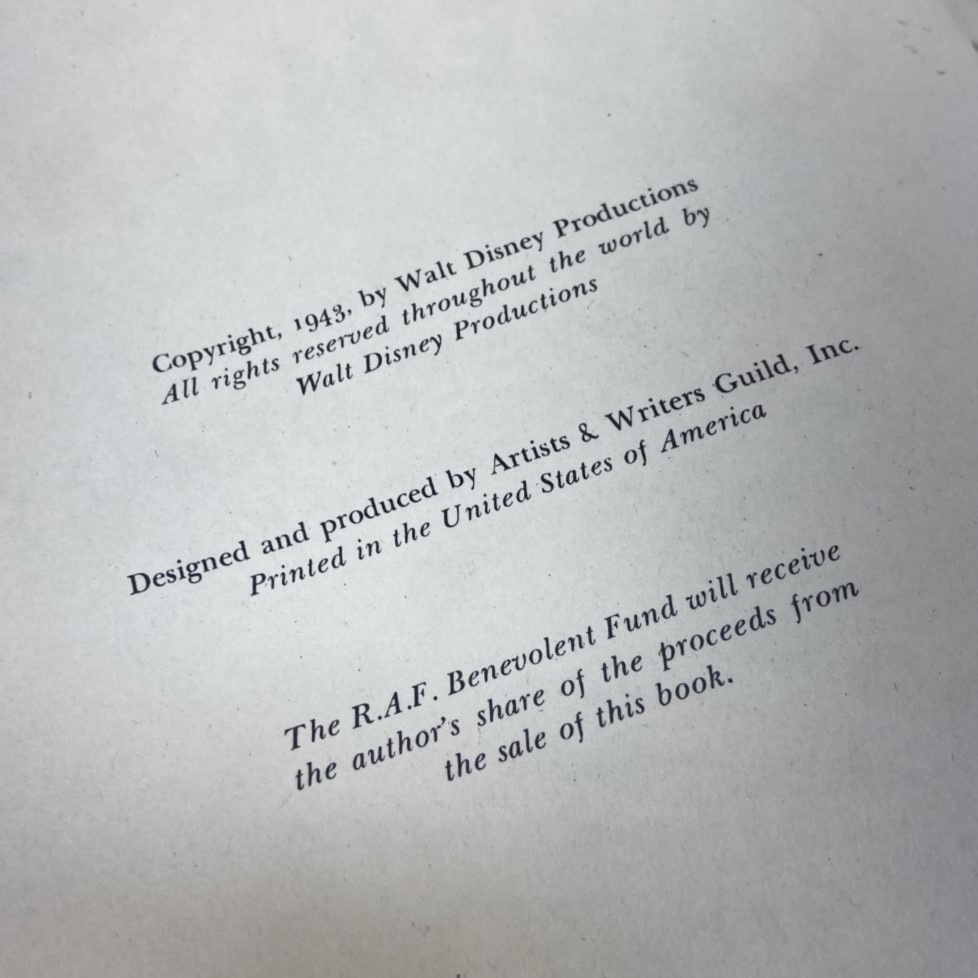 Copyright, 1943, by Walt Disney Productions
All rights reserved throughout the world by
Walt Disney Productions
Designed and produced by Artists & Writers Guild, Inc.
Printed in the United States of America
The R.A.F. Benevolent Fund will receive
the author's share of the proceeds from
the sale of this book.